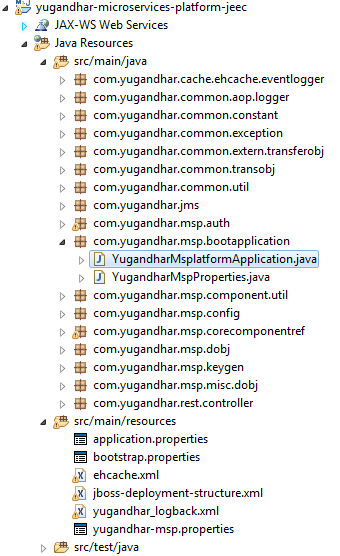 yugandhar-microservices-platform-jeec
JAX-WS Web Services
Java Resources
src/main/java
com.yugandhar.cache.ehcache.eventlogger
com.yugandhar.common.aop.logger
com.yugandhar.common.constant
com.yugandhar.common.exception
com.yugandhar.common.extern.transferobj
com.yugandhar.common.transobj
com.yugandhar.common.util
com.yugandhar.jms
com.yugandhar.msp.auth
com.yugandhar.msp.bootapplication
YugandharMsplatformApplication.java
YugandharMspProperties.java
com.yugandhar.msp.component.util
com.yugandhar.msp.config
com.yugandhar.msp.corecomponentref
com.yugandhar.msp.dobj
com.yugandhar.msp.keygen
com.yugandhar.msp.misc.dobj
com.yugandhar.rest.controller
src/main/resources
application.properties
bootstrap.properties
ehcache.xml
jboss-deployment-structure.xml
yugandhar_logback.xml
yugandhar-msp.properties
src/test/java